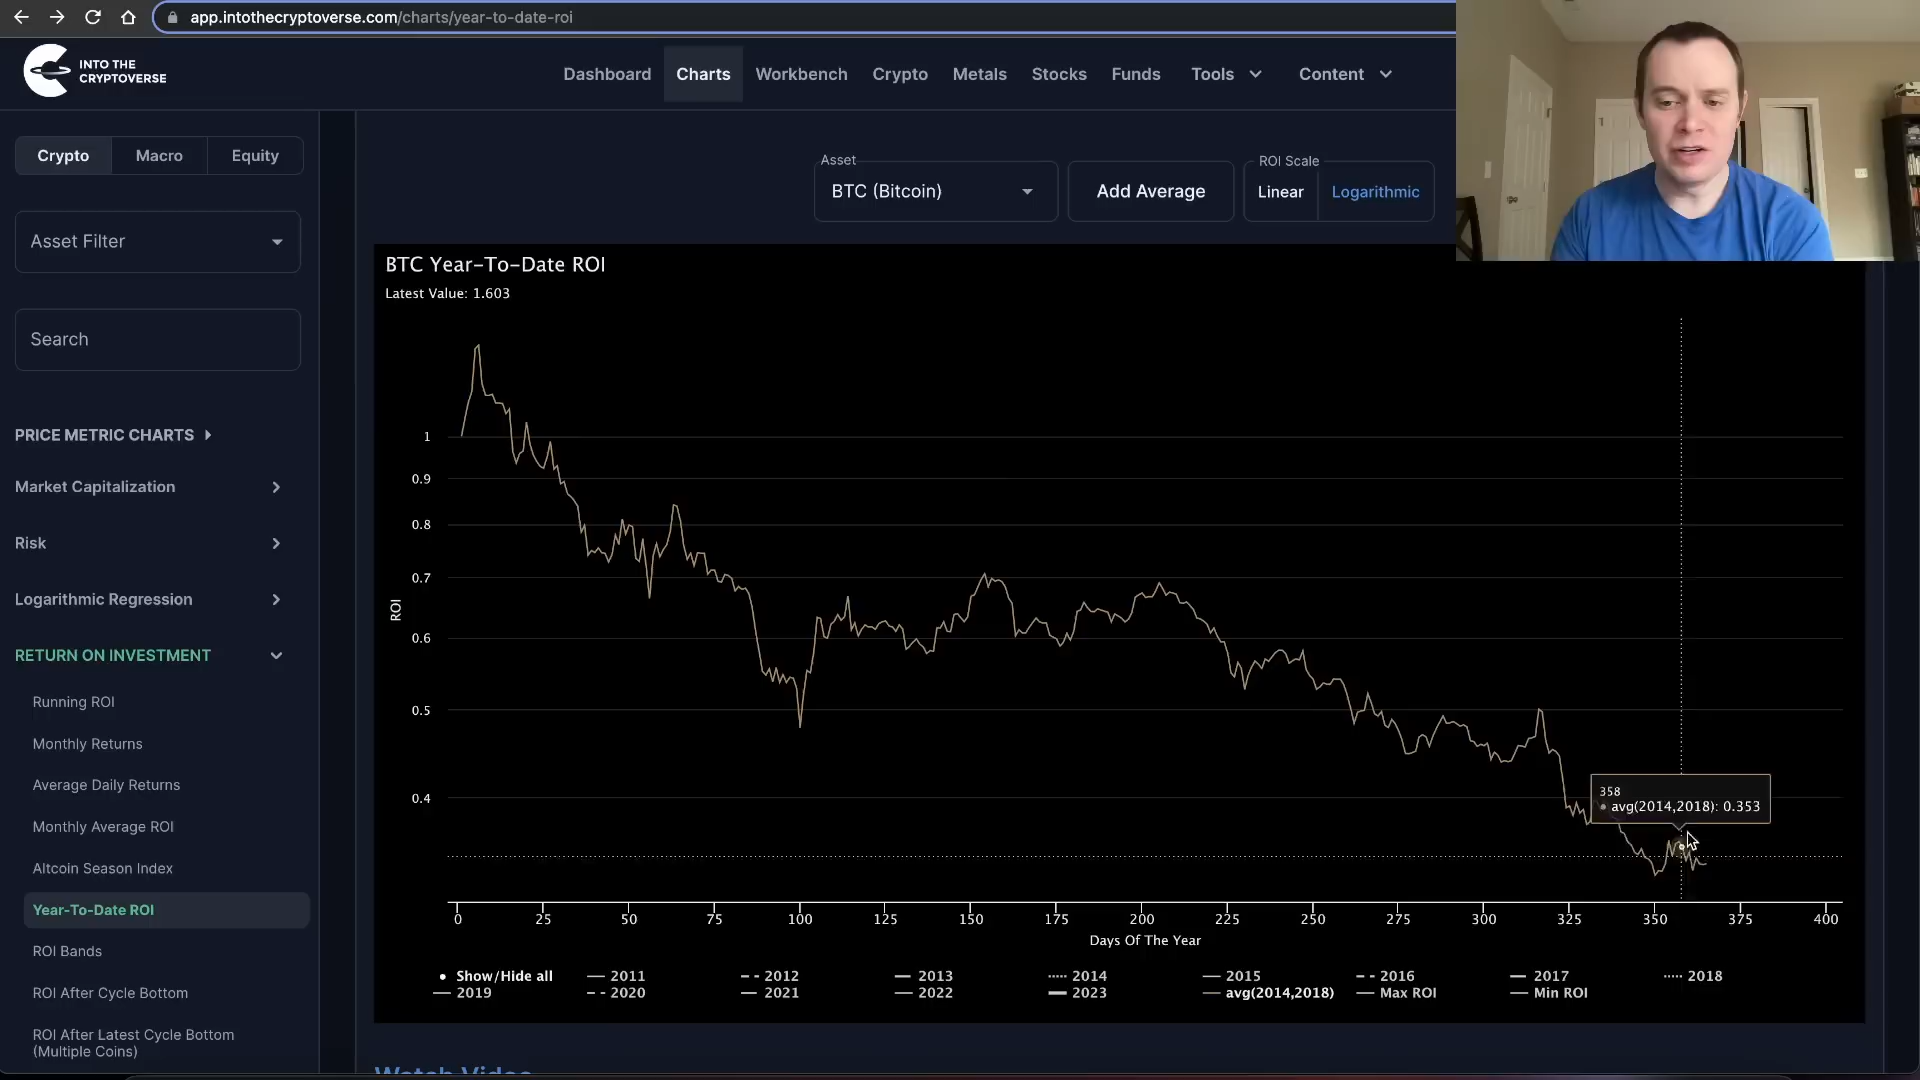 app.intothecryptoverse.com/charts/year-to-date-roi
INTO THE
CRYPTOVERSE
Dashboard Charts Workbench Crypto Metals Stocks Funds Tools Content
Crypto Macro Equity
Asset Filter
Search
PRICE METRIC CHARTS
Market Capitalization
Risk
Logarithmic Regression
RETURN ON INVESTMENT
Running ROI
Monthly Returns
Average Daily Returns
Monthly Average ROI
Altcoin Season Index
Year-To-Date ROI
ROI Bands
ROI After Cycle Bottom
ROI After Latest Cycle Bottom
(Multiple Coins)
Asset
BTC (Bitcoin)
Add Average
ROI Scale
Linear Logarithmic
BTC Year-To-Date ROI
Latest Value: 1.603
1
0.9
0.8
0.7
0.6
0.5
0.4
ROI
358
avg(2014,2018): 0.353
0 25 50 75 100 125 150 175 200 225 250 275 300 325 350 375 400
Days Of The Year
Show/Hide all 2011 2012 2013 2014 2015 2016 2017 2018
2019 2020 2021 2022 2023 avg(2014,2018) Max ROI Min ROI
Watch Video